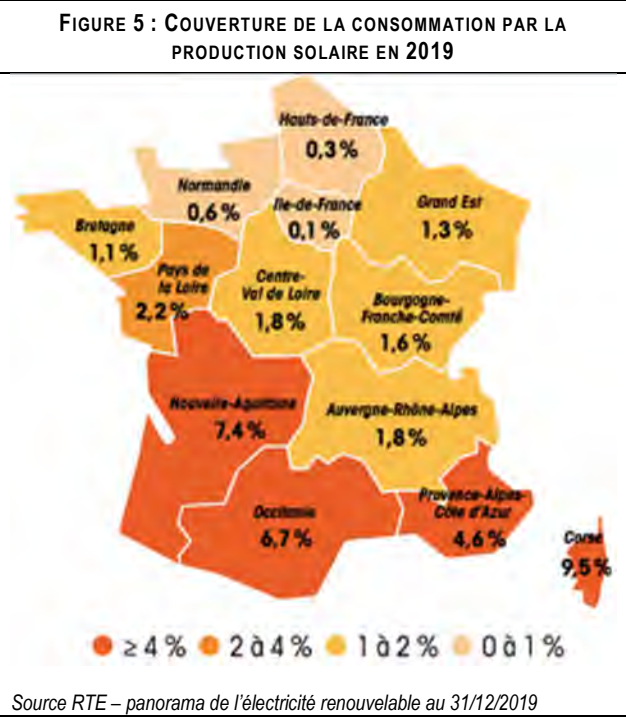 FIGURE 5 : COUVERTURE DE LA CONSOMMATION PAR LA
PRODUCTION SOLAIRE EN 2019
Hauts-de-France
0,3 %
Normandie
0,6 %
Ile-de-France
0,1 %
Grand Est
1,3 %
Bretagne
1,1 %
Pays de
la Loire
2,2 %
Centre-
Val de Loire
1,8 %
Bourgogne-
Franche-Comté
1,6 %
Nouvelle-Aquitaine
7,4 %
Auvergne-Rhône-Alpes
1,8 %
Occitanie
6,7 %
Provence-Alpes-
Côte d'Azur
4,6 %
Corse
9,5 %
≥ 4 % 2 à 4 % 1 à 2 % 0 à 1 %
Source RTE – panorama de l'électricité renouvelable au 31/12/2019